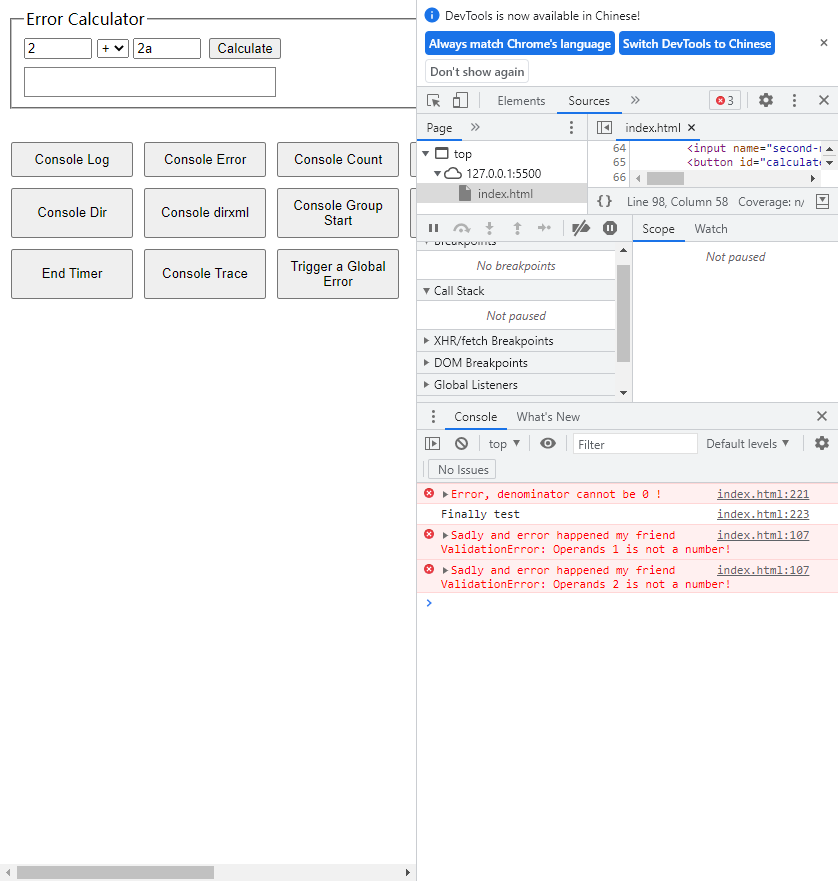 Error Calculator
2 + 2a Calculate
Console Log Console Error Console Count
Console Dir Console dirxml Console Group
Start
End Timer Console Trace Trigger a Global
Error
DevTools is now available in Chinese!
Always match Chrome's language Switch DevTools to Chinese
Don't show again
Elements Sources 3
Page index.html
top
127.0.0.1:5500
index.html
64 <input name="second-
65 <button id="calculate
66
{} Line 98, Column 58 Coverage: n/
Scope Watch
Breakpoints
No breakpoints
Call Stack
Not paused
XHR/fetch Breakpoints
DOM Breakpoints
Global Listeners
Not paused
Console What's New
top Filter Default levels
No Issues
Error, denominator cannot be 0 ! index.html:221
Finally test index.html:223
Sadly and error happened my friend index.html:107
ValidationError: Operands 1 is not a number!
Sadly and error happened my friend index.html:107
ValidationError: Operands 2 is not a number!